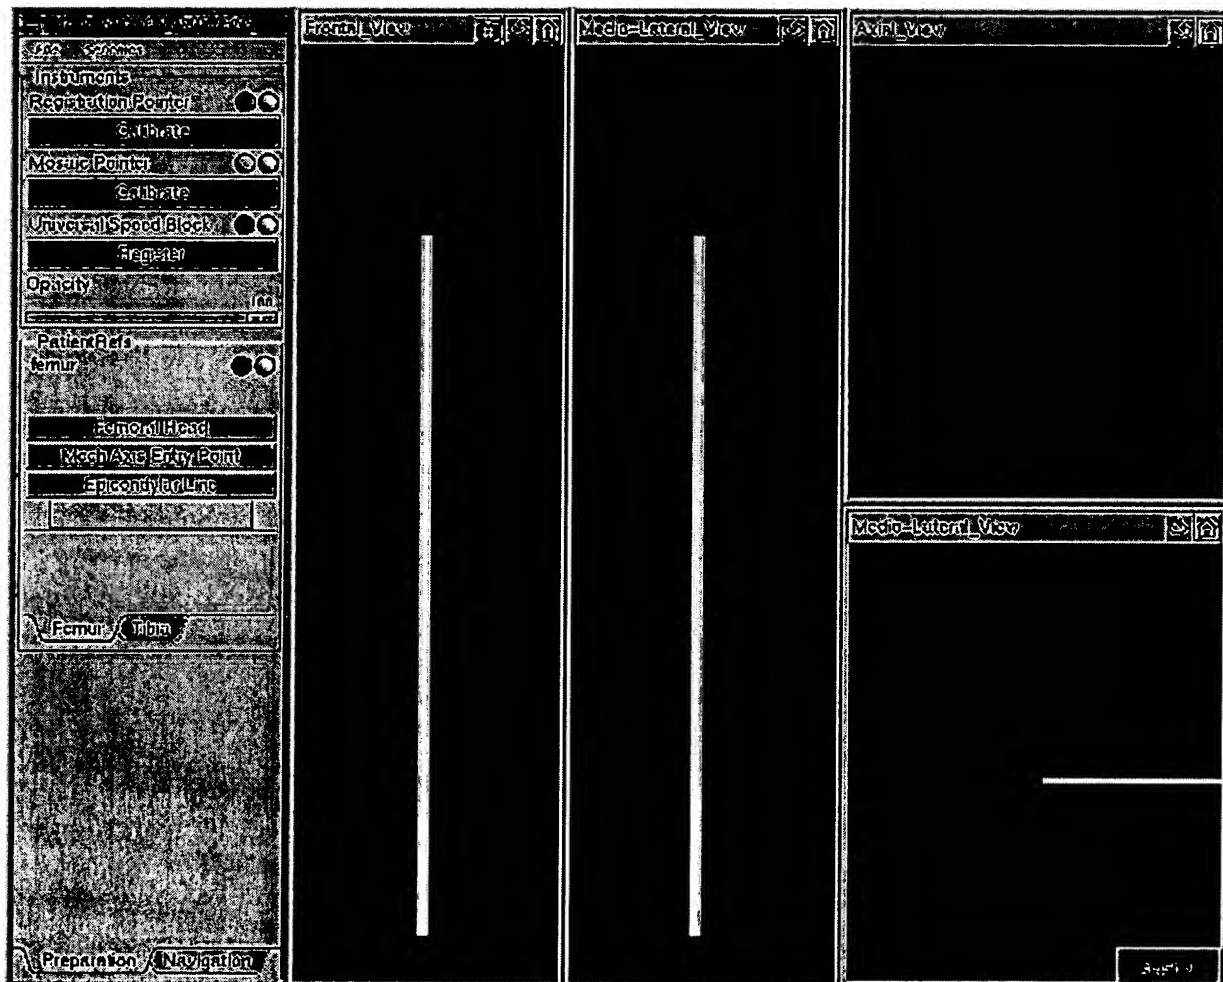 Instruments
Registration Pointer
Calibrate
Mosaic Pointer
Calibrate
Universal Speed Block
Register
Opacity
100
PatientRefs
femur
Femoral Head
Mech Axis Entry Point
Epicondylar Line
Femur Tibia
Preparation Navigation
Frontal_View
Medio-Lateral_View
Axial_View
Medio-Lateral_View